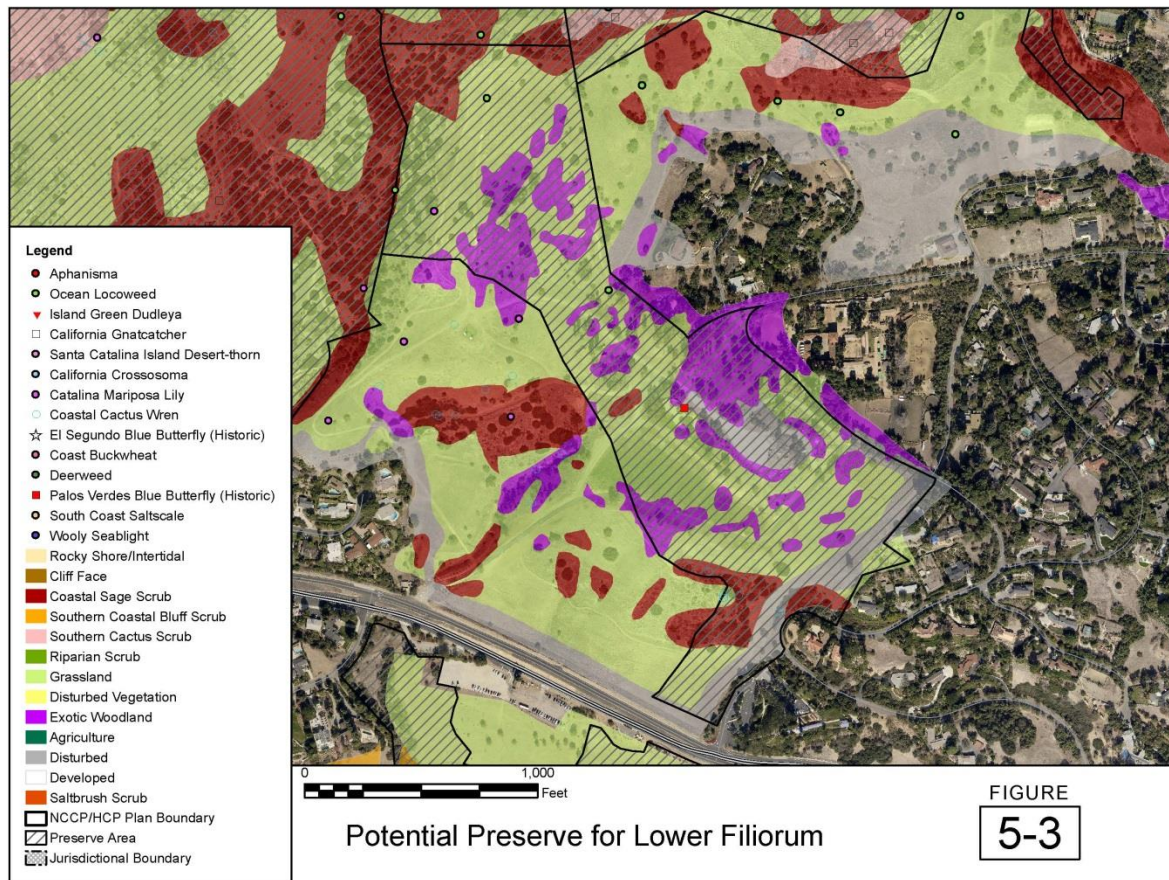 Legend
Aphanisma
Ocean Locoweed
Island Green Dudleya
California Gnatcatcher
Santa Catalina Island Desert-thorn
California Crossosoma
Catalina Mariposa Lily
Coastal Cactus Wren
El Segundo Blue Butterfly (Historic)
Coast Buckwheat
Deerweed
Palos Verdes Blue Butterfly (Historic)
South Coast Saltscale
Wooly Seablight
Rocky Shore/Intertidal
Cliff Face
Coastal Sage Scrub
Southern Coastal Bluff Scrub
Southern Cactus Scrub
Riparian Scrub
Grassland
Disturbed Vegetation
Exotic Woodland
Agriculture
Disturbed
Developed
Saltbrush Scrub
NCCP/HCP Plan Boundary
Preserve Area
Jurisdictional Boundary
0 1,000
Feet
Potential Preserve for Lower Filiorum
FIGURE
5-3